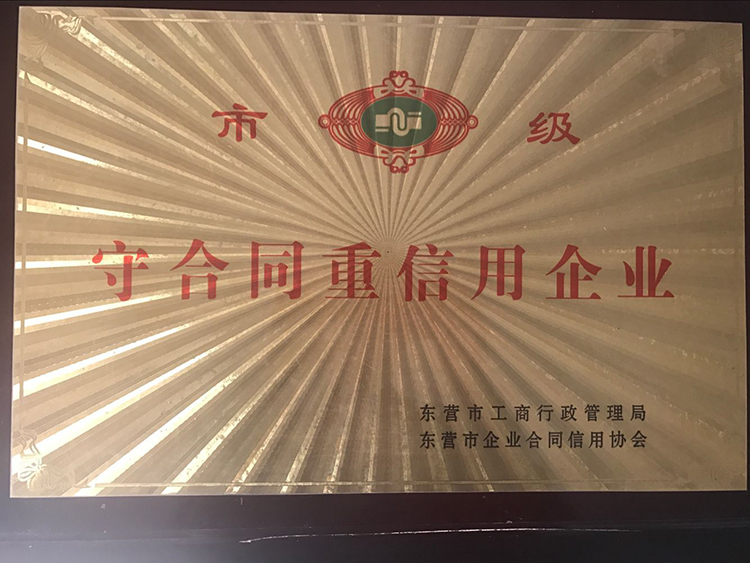 市 级
守合同重信用企业
东营市工商行政管理局
东营市企业合同信用协会